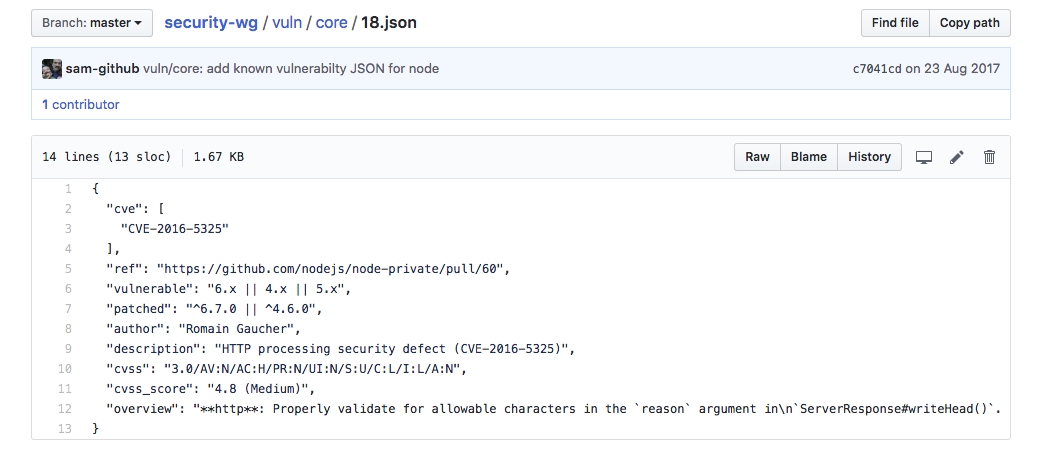 Branch: master
security-wg / vuln / core / 18.json
Find file
Copy path
sam-github vuln/core: add known vulnerabilty JSON for node
c7041cd on 23 Aug 2017
1 contributor
14 lines (13 sloc)
1.67 KB
Raw
Blame
History
1 {
2 "cve": [
3 "CVE-2016-5325"
4 ],
5 "ref": "https://github.com/nodejs/node-private/pull/60",
6 "vulnerable": "6.x || 4.x || 5.x",
7 "patched": "^6.7.0 || ^4.6.0",
8 "author": "Romain Gaucher",
9 "description": "HTTP processing security defect (CVE-2016-5325)",
10 "cvss": "3.0/AV:N/AC:H/PR:N/UI:N/S:U/C:L/I:L/A:N",
11 "cvss_score": "4.8 (Medium)",
12 "overview": "**http**: Properly validate for allowable characters in the `reason` argument in\n`ServerResponse#writeHead()`.
13 }